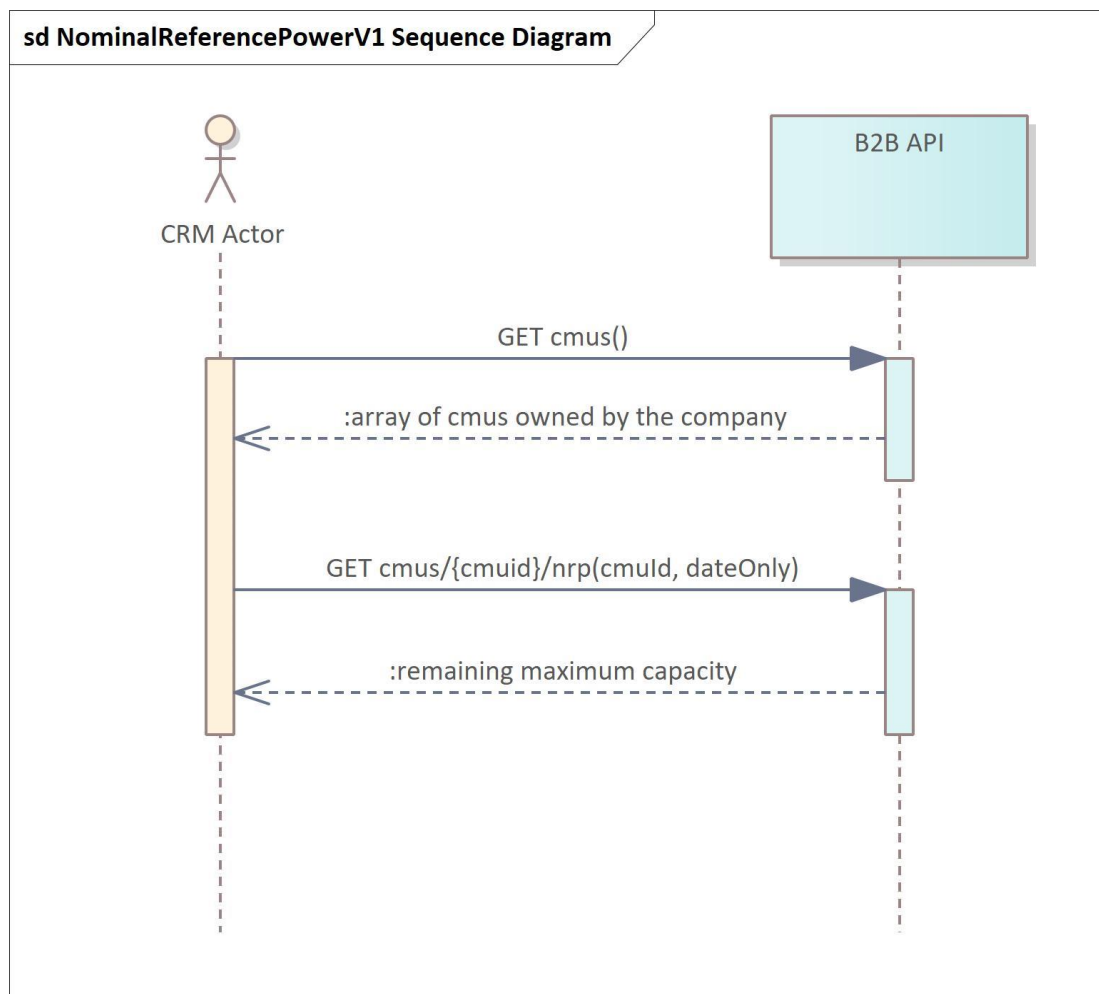 sd NominalReferencePowerV1 Sequence Diagram
CRM Actor
B2B API
GET cmus()
:array of cmus owned by the company
GET cmus/{cmuid}/nrp(cmuId, dateOnly)
:remaining maximum capacity